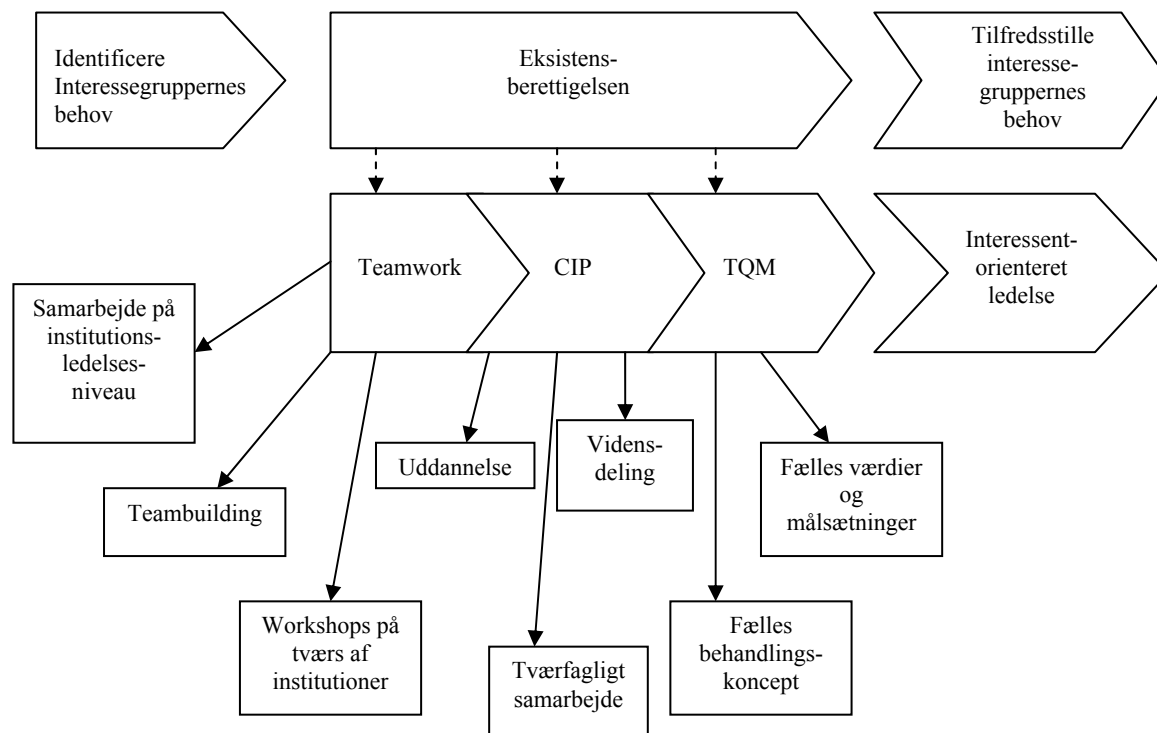 Identificere
Interessegruppernes
behov
Eksistens-
berettigelsen
Tilfredsstille
interesse-
gruppernes
behov
Teamwork
CIP
TQM
Interessent-
orienteret
ledelse
Samarbejde på
institutions-
ledelses-
niveau
Uddannelse
Videns-
deling
Fælles værdier
og
målsætninger
Teambuilding
Workshops på
tværs af
institutioner
Tværfagligt
samarbejde
Fælles
behandlings-
koncept